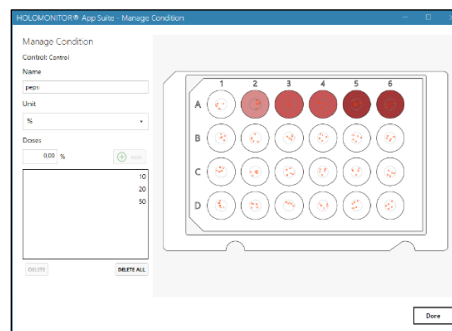 HOLOMONITOR® App Suite - Manage Condition
Manage Condition
Control: Control
Name
pepsi
Unit
%
Doses
0,00 %
10
20
50
DELETE
DELETE ALL
1 2 3 4 5 6
A
B
C
D
Done